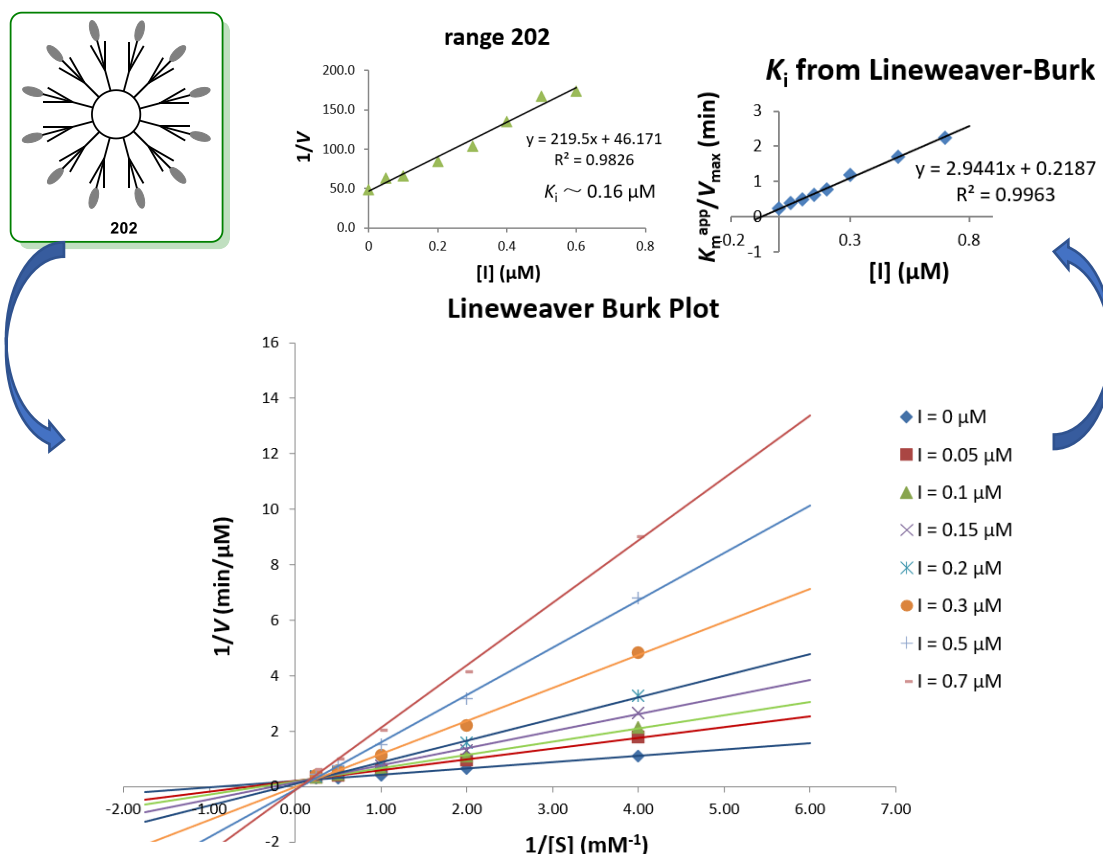 202
range 202
1/V
200.0
150.0
100.0
50.0
0.0
0
0.2
0.4
0.6
0.8
y = 219.5x + 46.171
R² = 0.9826
Ki ~ 0.16 µM
[I] (µM)
Ki from Lineweaver-Burk
Km app/Vmax (min)
3
2
1
0
-1
-0.2
0.3
0.8
y = 2.9441x + 0.2187
R² = 0.9963
[I] (µM)
Lineweaver Burk Plot
1/V (min/µM)
16
14
12
10
8
6
4
2
0
-2
-2.00
-1.00
0.00
1.00
2.00
3.00
4.00
5.00
6.00
7.00
1/[S] (mM⁻¹)
I = 0 µM
I = 0.05 µM
I = 0.1 µM
I = 0.15 µM
I = 0.2 µM
I = 0.3 µM
I = 0.5 µM
I = 0.7 µM